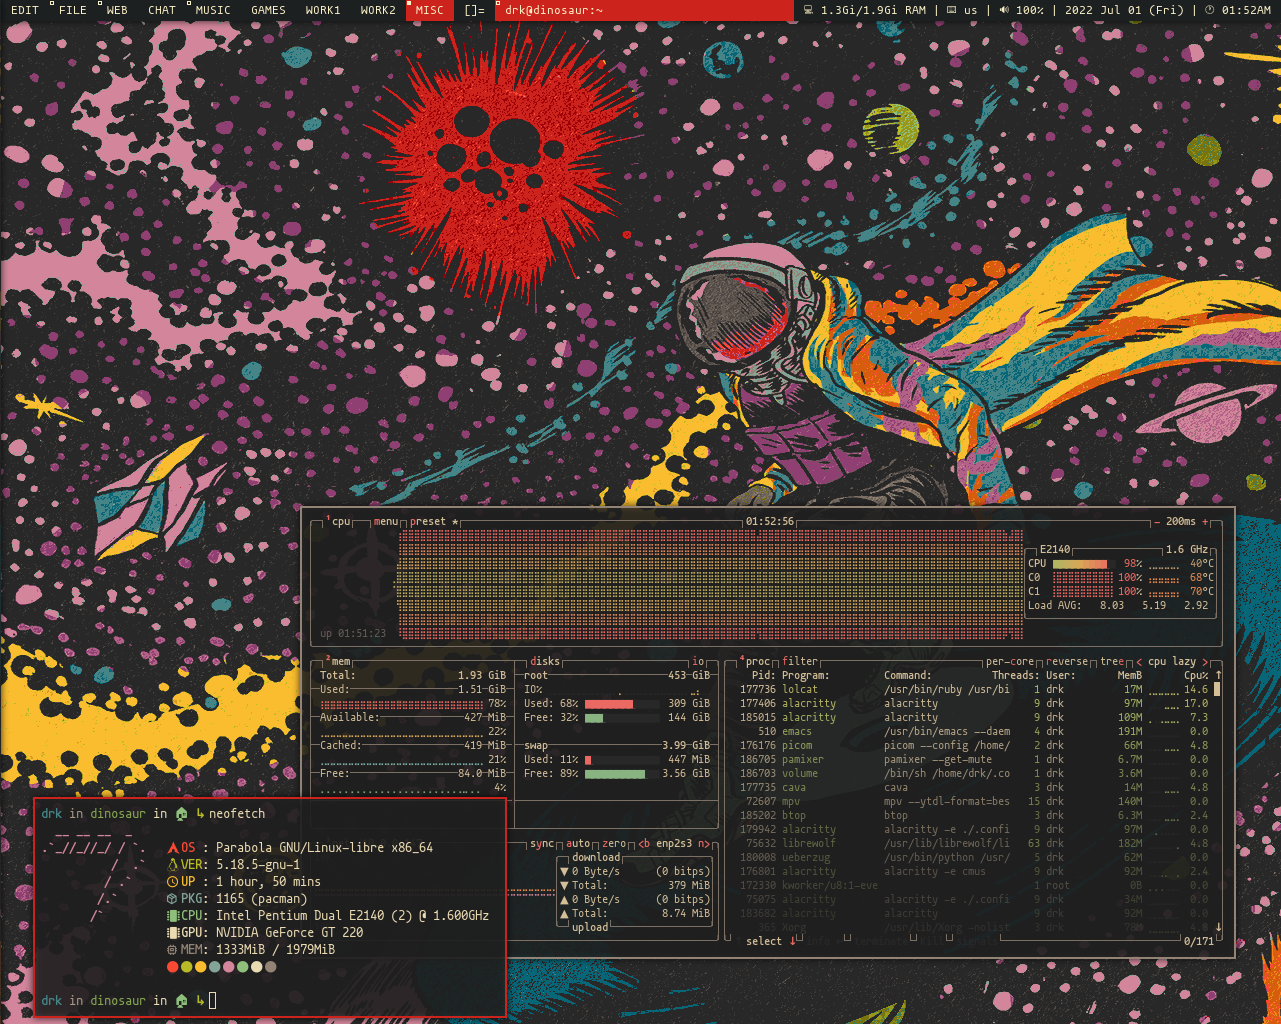 EDIT FILE WEB CHAT MUSIC GAMES WORK1 WORK2 MISC []= drk@dinosaur:~ 1.3Gi/1.9Gi RAM | us | 100% | 2022 Jul 01 (Fri) | 01:52AM
1cpu menu preset * 01:52:56 - 200ms +
E2140 1.6 GHz
CPU 98% 40°C
C0 100% 68°C
C1 100% 70°C
Load AVG: 8.03 5.19 2.92
up 01:51:23
2mem
Total: 1.93 GiB
Used: 1.51 GiB
78%
Available: 427 MiB
22%
Cached: 419 MiB
21%
Free: 84.0 MiB
4%
disks io
root 453 GiB
IO%
Used: 68% 309 GiB
Free: 32% 144 GiB
swap 3.99 GiB
Used: 11% 447 MiB
Free: 89% 3.56 GiB
sync auto zero <b enp2s3 n>
download
▼ 0 Byte/s (0 bitps)
▼ Total: 379 MiB
▲ 0 Byte/s (0 bitps)
▲ Total: 8.74 MiB
upload
4proc filter per-core reverse tree < cpu lazy >
Pid: Program: Command: Threads: User: MemB Cpu% ↑
177736 lolcat /usr/bin/ruby /usr/bi 1 drk 17M 14.6
177406 alacritty alacritty 9 drk 97M 17.0
185015 alacritty alacritty 9 drk 109M 7.3
510 emacs /usr/bin/emacs --daem 4 drk 191M 0.0
176176 picom picom --config /home/ 2 drk 66M 4.8
186705 pamixer pamixer --get-mute 1 drk 6.7M 0.0
186703 volume /bin/sh /home/drk/.co 1 drk 3.6M 0.0
177735 cava cava 3 drk 14M 4.8
72607 mpv mpv --ytdl-format=bes 15 drk 140M 0.0
185202 btop btop 3 drk 6.3M 2.4
179942 alacritty alacritty -e ./.confi 9 drk 97M 0.0
75632 librewolf /usr/lib/librewolf/li 63 drk 182M 4.8
180008 ueberzug /usr/bin/python /usr/ 5 drk 62M 0.0
176801 alacritty alacritty -e cmus 9 drk 92M 2.4
172330 kworker/u8:1-eve 1 root 0B 0.0
75075 alacritty alacritty -e ./.confi 9 drk 34M 0.0
183682 alacritty alacritty 9 drk 92M 0.0
365 Xorg /usr/lib/Xorg -nolist 3 drk 78M 4.8 ↓
select ↓ 0/171
drk in dinosaur in ↳ neofetch
OS : Parabola GNU/Linux-libre x86_64
VER: 5.18.5-gnu-1
UP : 1 hour, 50 mins
PKG: 1165 (pacman)
CPU: Intel Pentium Dual E2140 (2) @ 1.600GHz
GPU: NVIDIA GeForce GT 220
MEM: 1333MiB / 1979MiB
drk in dinosaur in ↳